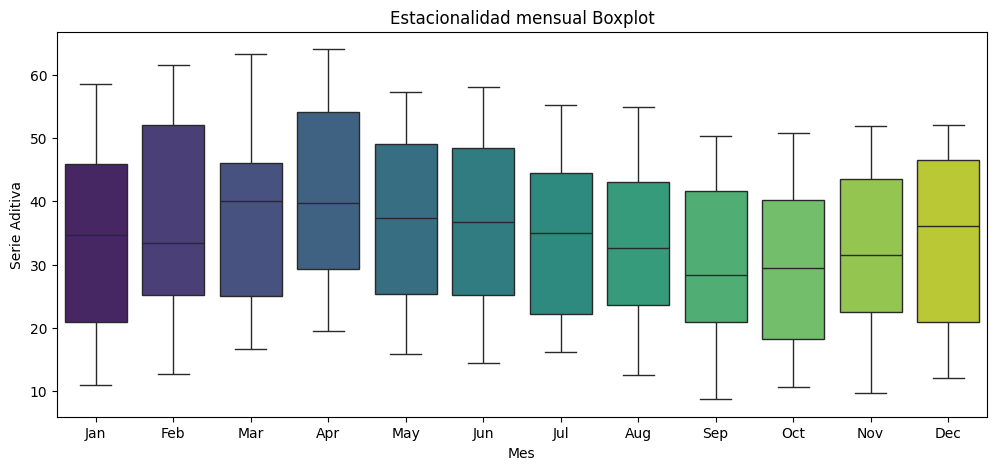 Estacionalidad mensual Boxplot
Serie Aditiva
60
50
40
30
20
10
Jan Feb Mar Apr May Jun Jul Aug Sep Oct Nov Dec
Mes